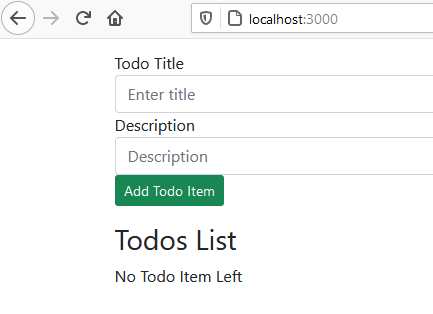 localhost:3000
Todo Title
Enter title
Description
Description
Add Todo Item
Todos List
No Todo Item Left